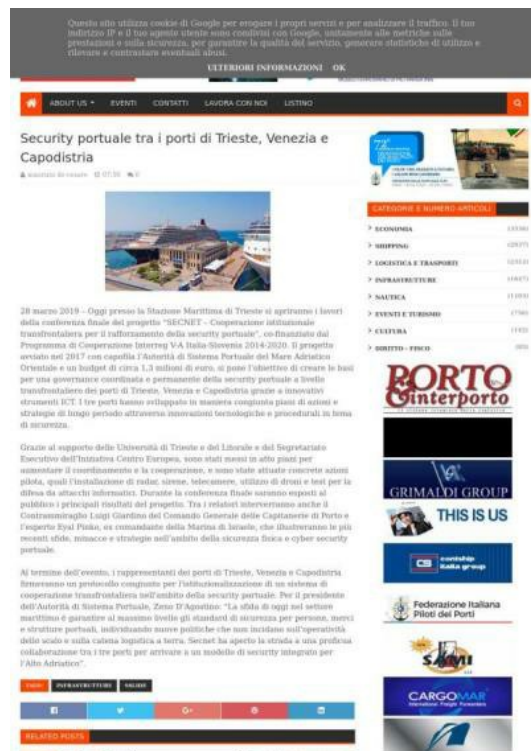 Questo sito utilizza cookie di Google per erogare i propri servizi e per analizzare il traffico. Il tuo
indirizzo IP e il tuo agente utente sono condivisi con Google, unitamente alle metriche sulle
prestazioni e sulla sicurezza, per garantire la qualità del servizio, generare statistiche di utilizzo e
rilevare e contrastare eventuali abusi.
ULTERIORI INFORMAZIONI OK
ABOUT US EVENTI CONTATTI LAVORA CON NOI LISTINO
Security portuale tra i porti di Trieste, Venezia e
Capodistria
07:30 0
28 marzo 2019 – Oggi presso la Stazione Marittima di Trieste si apriranno i lavori
della conferenza finale del progetto "SECNET – Cooperazione istituzionale
transfrontaliera per il rafforzamento della security portuale", co-finanziato dal
Programma di Cooperazione Interreg V-A Italia-Slovenia 2014-2020. Il progetto
avviato nel 2017 con capofila l'Autorità di Sistema Portuale del Mare Adriatico
Orientale e un budget di circa 1,3 milioni di euro, si pone l'obiettivo di creare le basi
per una governance coordinata e permanente della security portuale a livello
transfrontaliero dei porti di Trieste, Venezia e Capodistria grazie a innovativi
strumenti ICT. I tre porti hanno sviluppato in maniera congiunta piani di azioni e
strategie di lungo periodo attraverso innovazioni tecnologiche e procedurali in tema
di sicurezza.
Grazie al supporto delle Università di Trieste e del Litorale e del Segretariato
Esecutivo dell'Iniziativa Centro Europea, sono stati messi in atto piani per
aumentare il coordinamento e la cooperazione, e sono state attuate concrete azioni
pilota, quali l'installazione di radar, sirene, telecamere, utilizzo di droni e test per la
difesa da attacchi informatici. Durante la conferenza finale saranno esposti al
pubblico i principali risultati del progetto. Tra i relatori interverranno anche il
Contrammiraglio Luigi Giardino del Comando Generale delle Capitanerie di Porto e
l'esperto Eyal Pinko, ex comandante della Marina di Israele, che illustreranno le più
recenti sfide, minacce e strategie nell'ambito della sicurezza fisica e cyber security
portuale.
Al termine dell'evento, i rappresentanti dei porti di Trieste, Venezia e Capodistria
firmeranno un protocollo congiunto per l'istituzionalizzazione di un sistema di
cooperazione transfrontaliera nell'ambito della security portuale. Per il presidente
dell'Autorità di Sistema Portuale, Zeno D'Agostino: "La sfida di oggi nel settore
marittimo è garantire al massimo livello gli standard di sicurezza per persone, merci
e strutture portuali, individuando nuove politiche che non incidano sull'operatività
dello scalo e sulla catena logistica a terra. Secnet ha aperto la strada a una proficua
collaborazione tra i tre porti per arrivare a un modello di security integrato per
l'Alto Adriatico".
TAGS INFRASTRUTTURE SLIDE
RELATED POSTS
CATEGORIE E NUMERO ARTICOLI
ECONOMIA
SHIPPING
LOGISTICA E TRASPORTI
INFRASTRUTTURE
NAUTICA
EVENTI E TURISMO
CULTURA
DIRITTO - FISCO
PORTO
&interporto
GRIMALDI GROUP
THIS IS US
CS contship
italia group
Federazione Italiana
Piloti dei Porti
SAMI
CARGOMAR
International Freight Forwarders